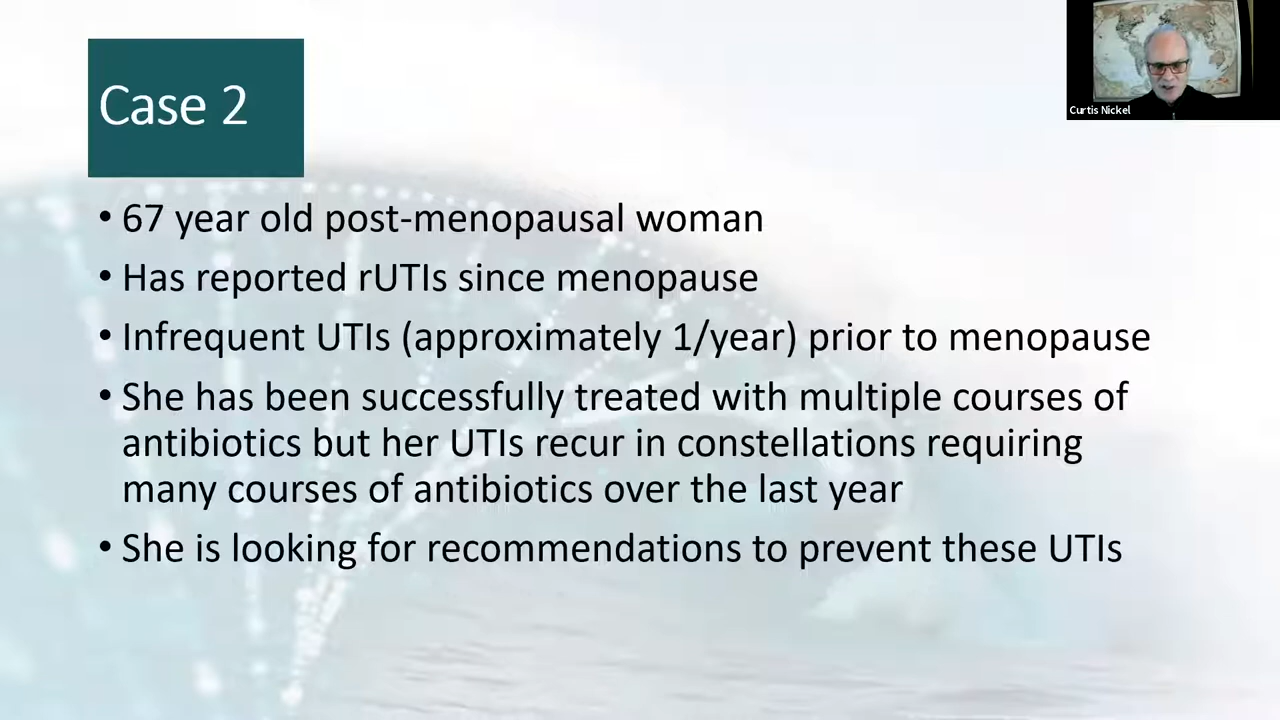 Case 2
Curtis Nickel
• 67 year old post-menopausal woman
• Has reported rUTIs since menopause
• Infrequent UTIs (approximately 1/year) prior to menopause
• She has been successfully treated with multiple courses of
antibiotics but her UTIs recur in constellations requiring
many courses of antibiotics over the last year
• She is looking for recommendations to prevent these UTIs